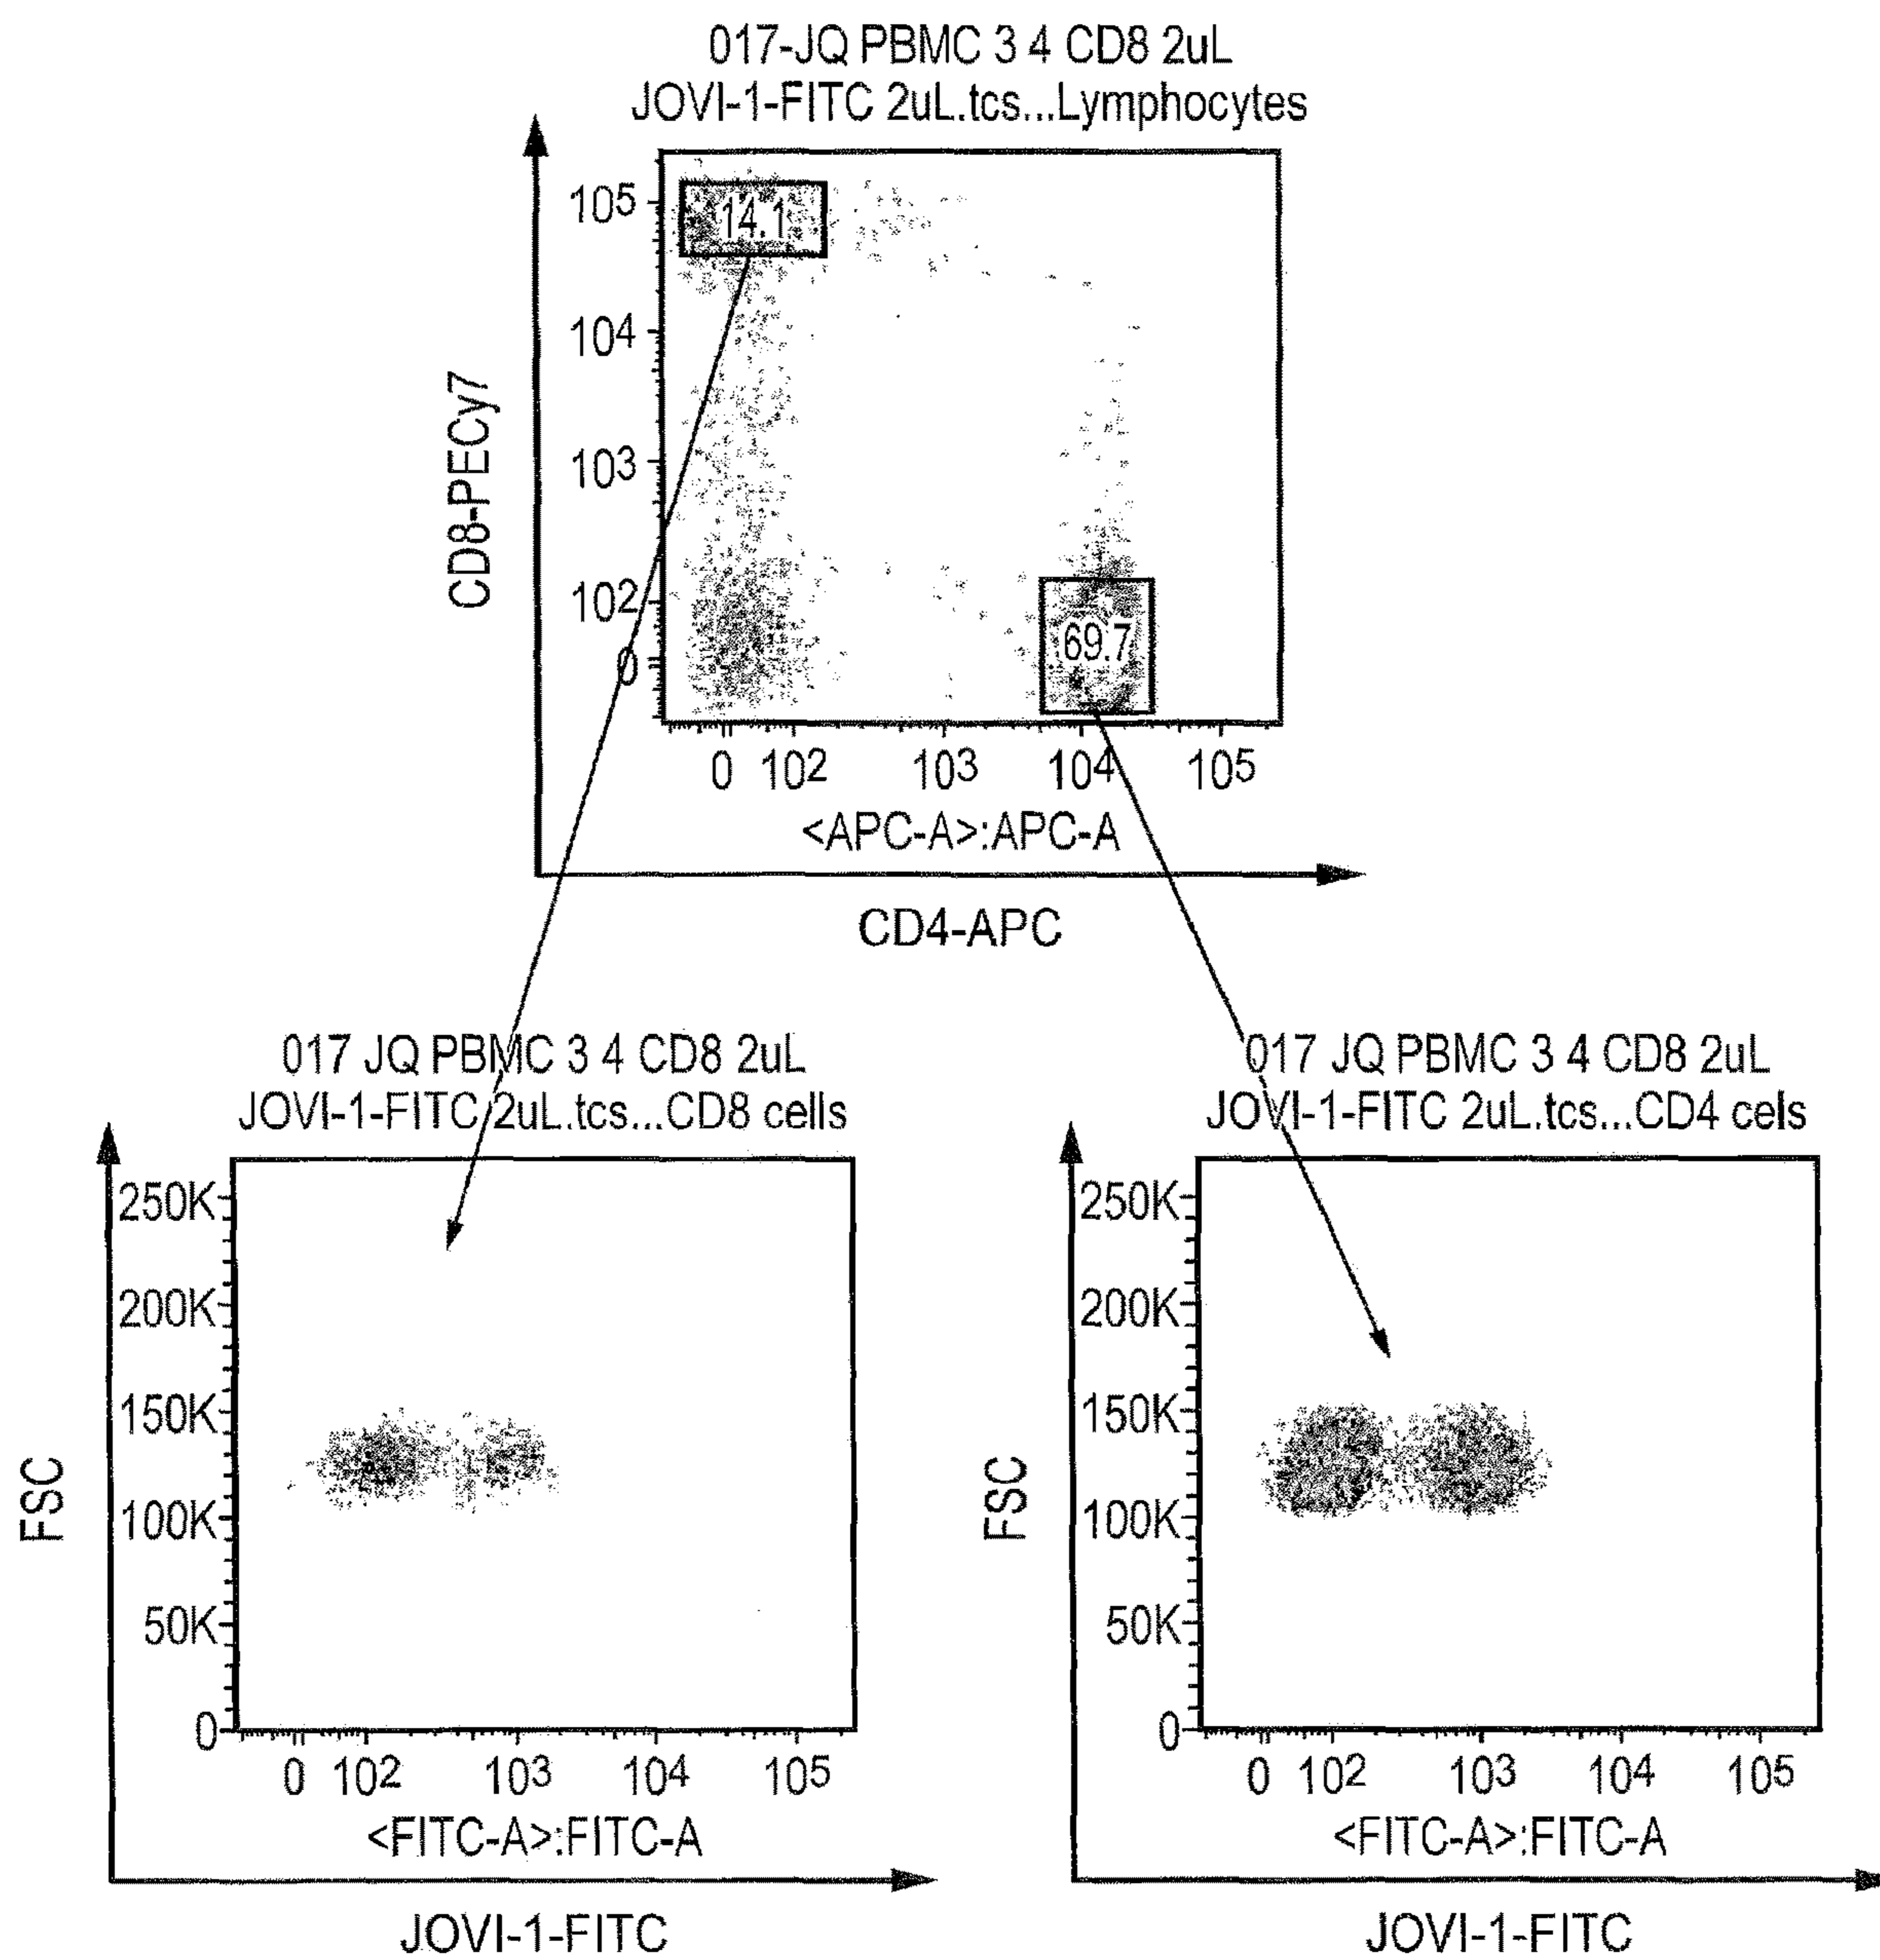 017-JQ PBMC 3 4 CD8 2uL
JOVI-1-FITC 2uL.tcs...Lymphocytes
CD8-PECy7
105
104
103
102
0
14.1
69.7
0 102 103 104 105
<APC-A>:APC-A
CD4-APC
017 JQ PBMC 3 4 CD8 2uL
JOVI-1-FITC 2uL.tcs...CD8 cells
FSC
250K
200K
150K
100K
50K
0
0 102 103 104 105
<FITC-A>:FITC-A
JOVI-1-FITC
017 JQ PBMC 3 4 CD8 2uL
JOVI-1-FITC 2uL.tcs...CD4 cels
FSC
250K
200K
150K
100K
50K
0
0 102 103 104 105
<FITC-A>:FITC-A
JOVI-1-FITC